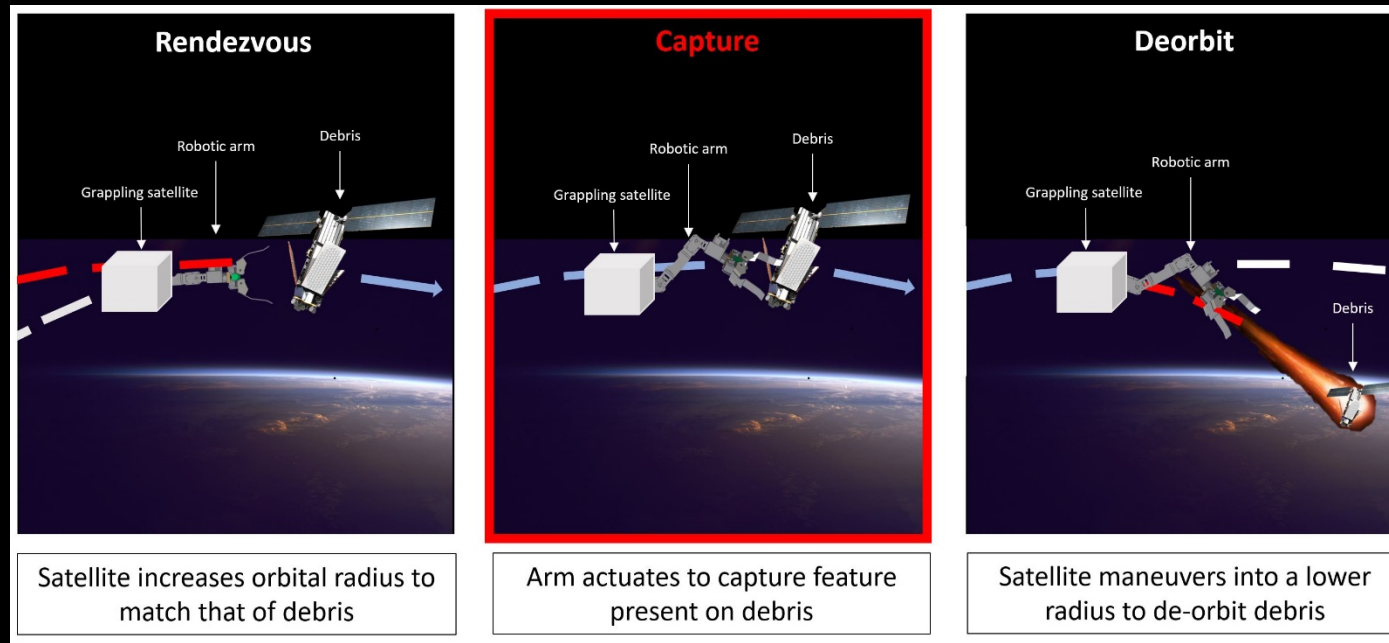 Rendezvous
Debris
Robotic arm
Grappling satellite
Satellite increases orbital radius to
match that of debris
Capture
Debris
Robotic arm
Grappling satellite
Arm actuates to capture feature
present on debris
Deorbit
Robotic arm
Grappling satellite
Debris
Satellite maneuvers into a lower
radius to de-orbit debris